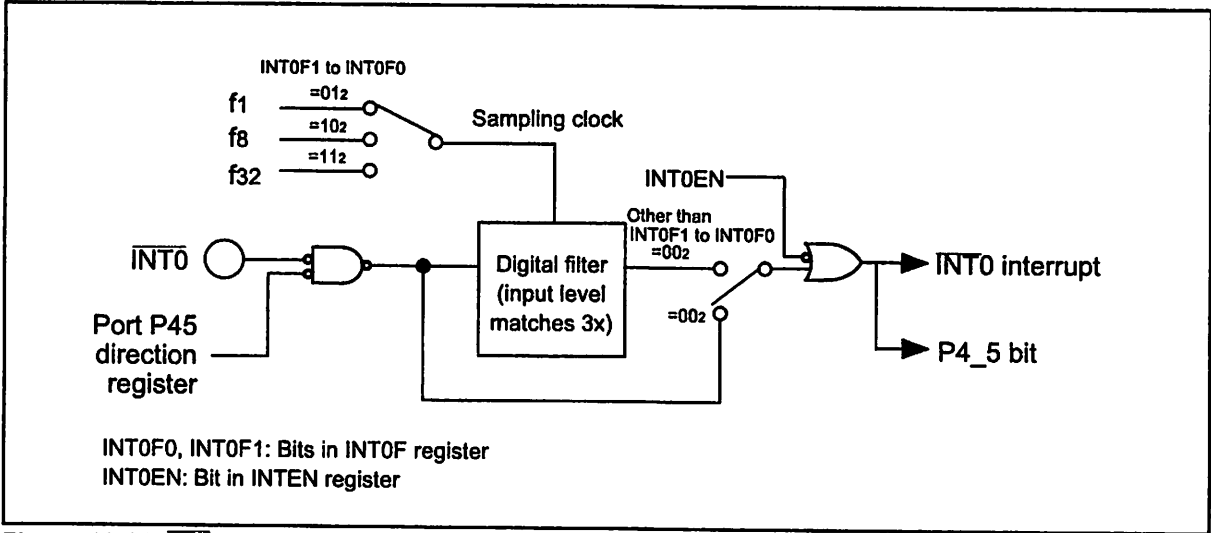 INT0F1 to INT0F0
f1
=01₂
f8
=10₂
f32
=11₂
Sampling clock
INT0EN
Other than
INT0F1 to INT0F0
=00₂
INT0
Digital filter
(input level
matches 3x)
=00₂
INT0 interrupt
P4_5 bit
Port P45
direction
register
INT0F0, INT0F1: Bits in INT0F register
INT0EN: Bit in INTEN register